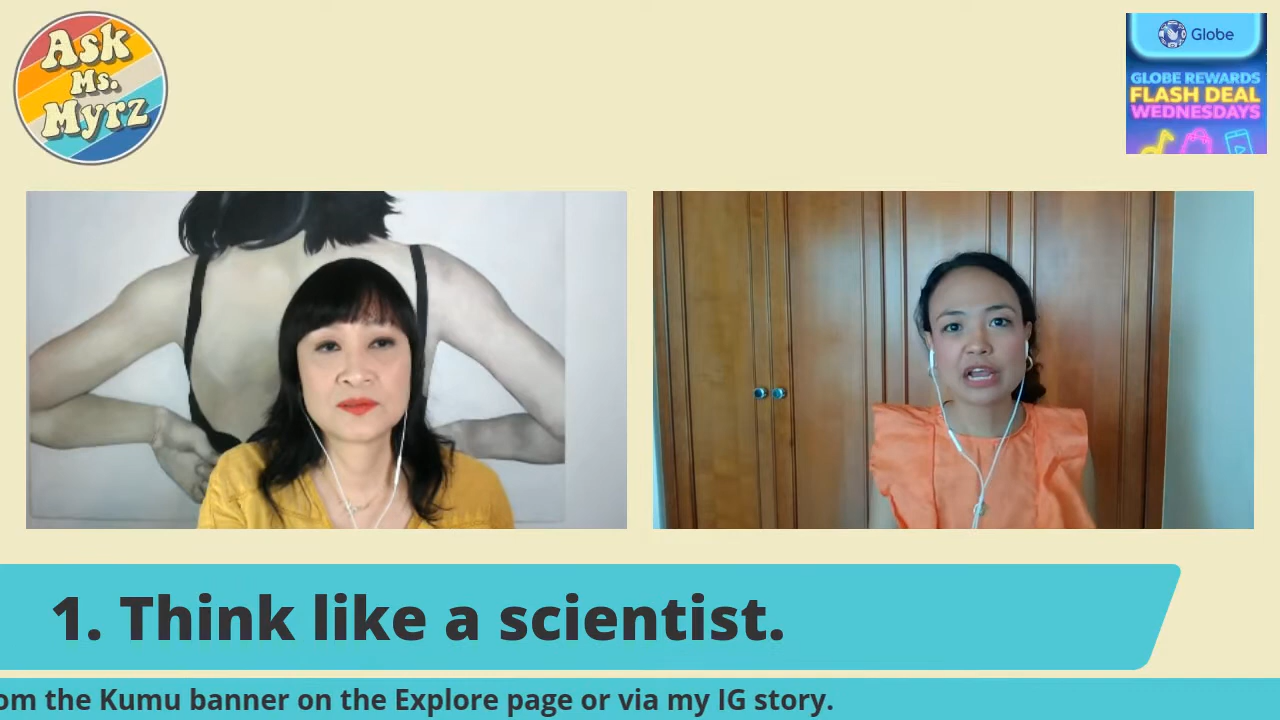 Ask
Ms.
Myrz
Globe
GLOBE REWARDS
FLASH DEAL
WEDNESDAYS
1. Think like a scientist.
om the Kumu banner on the Explore page or via my IG story.